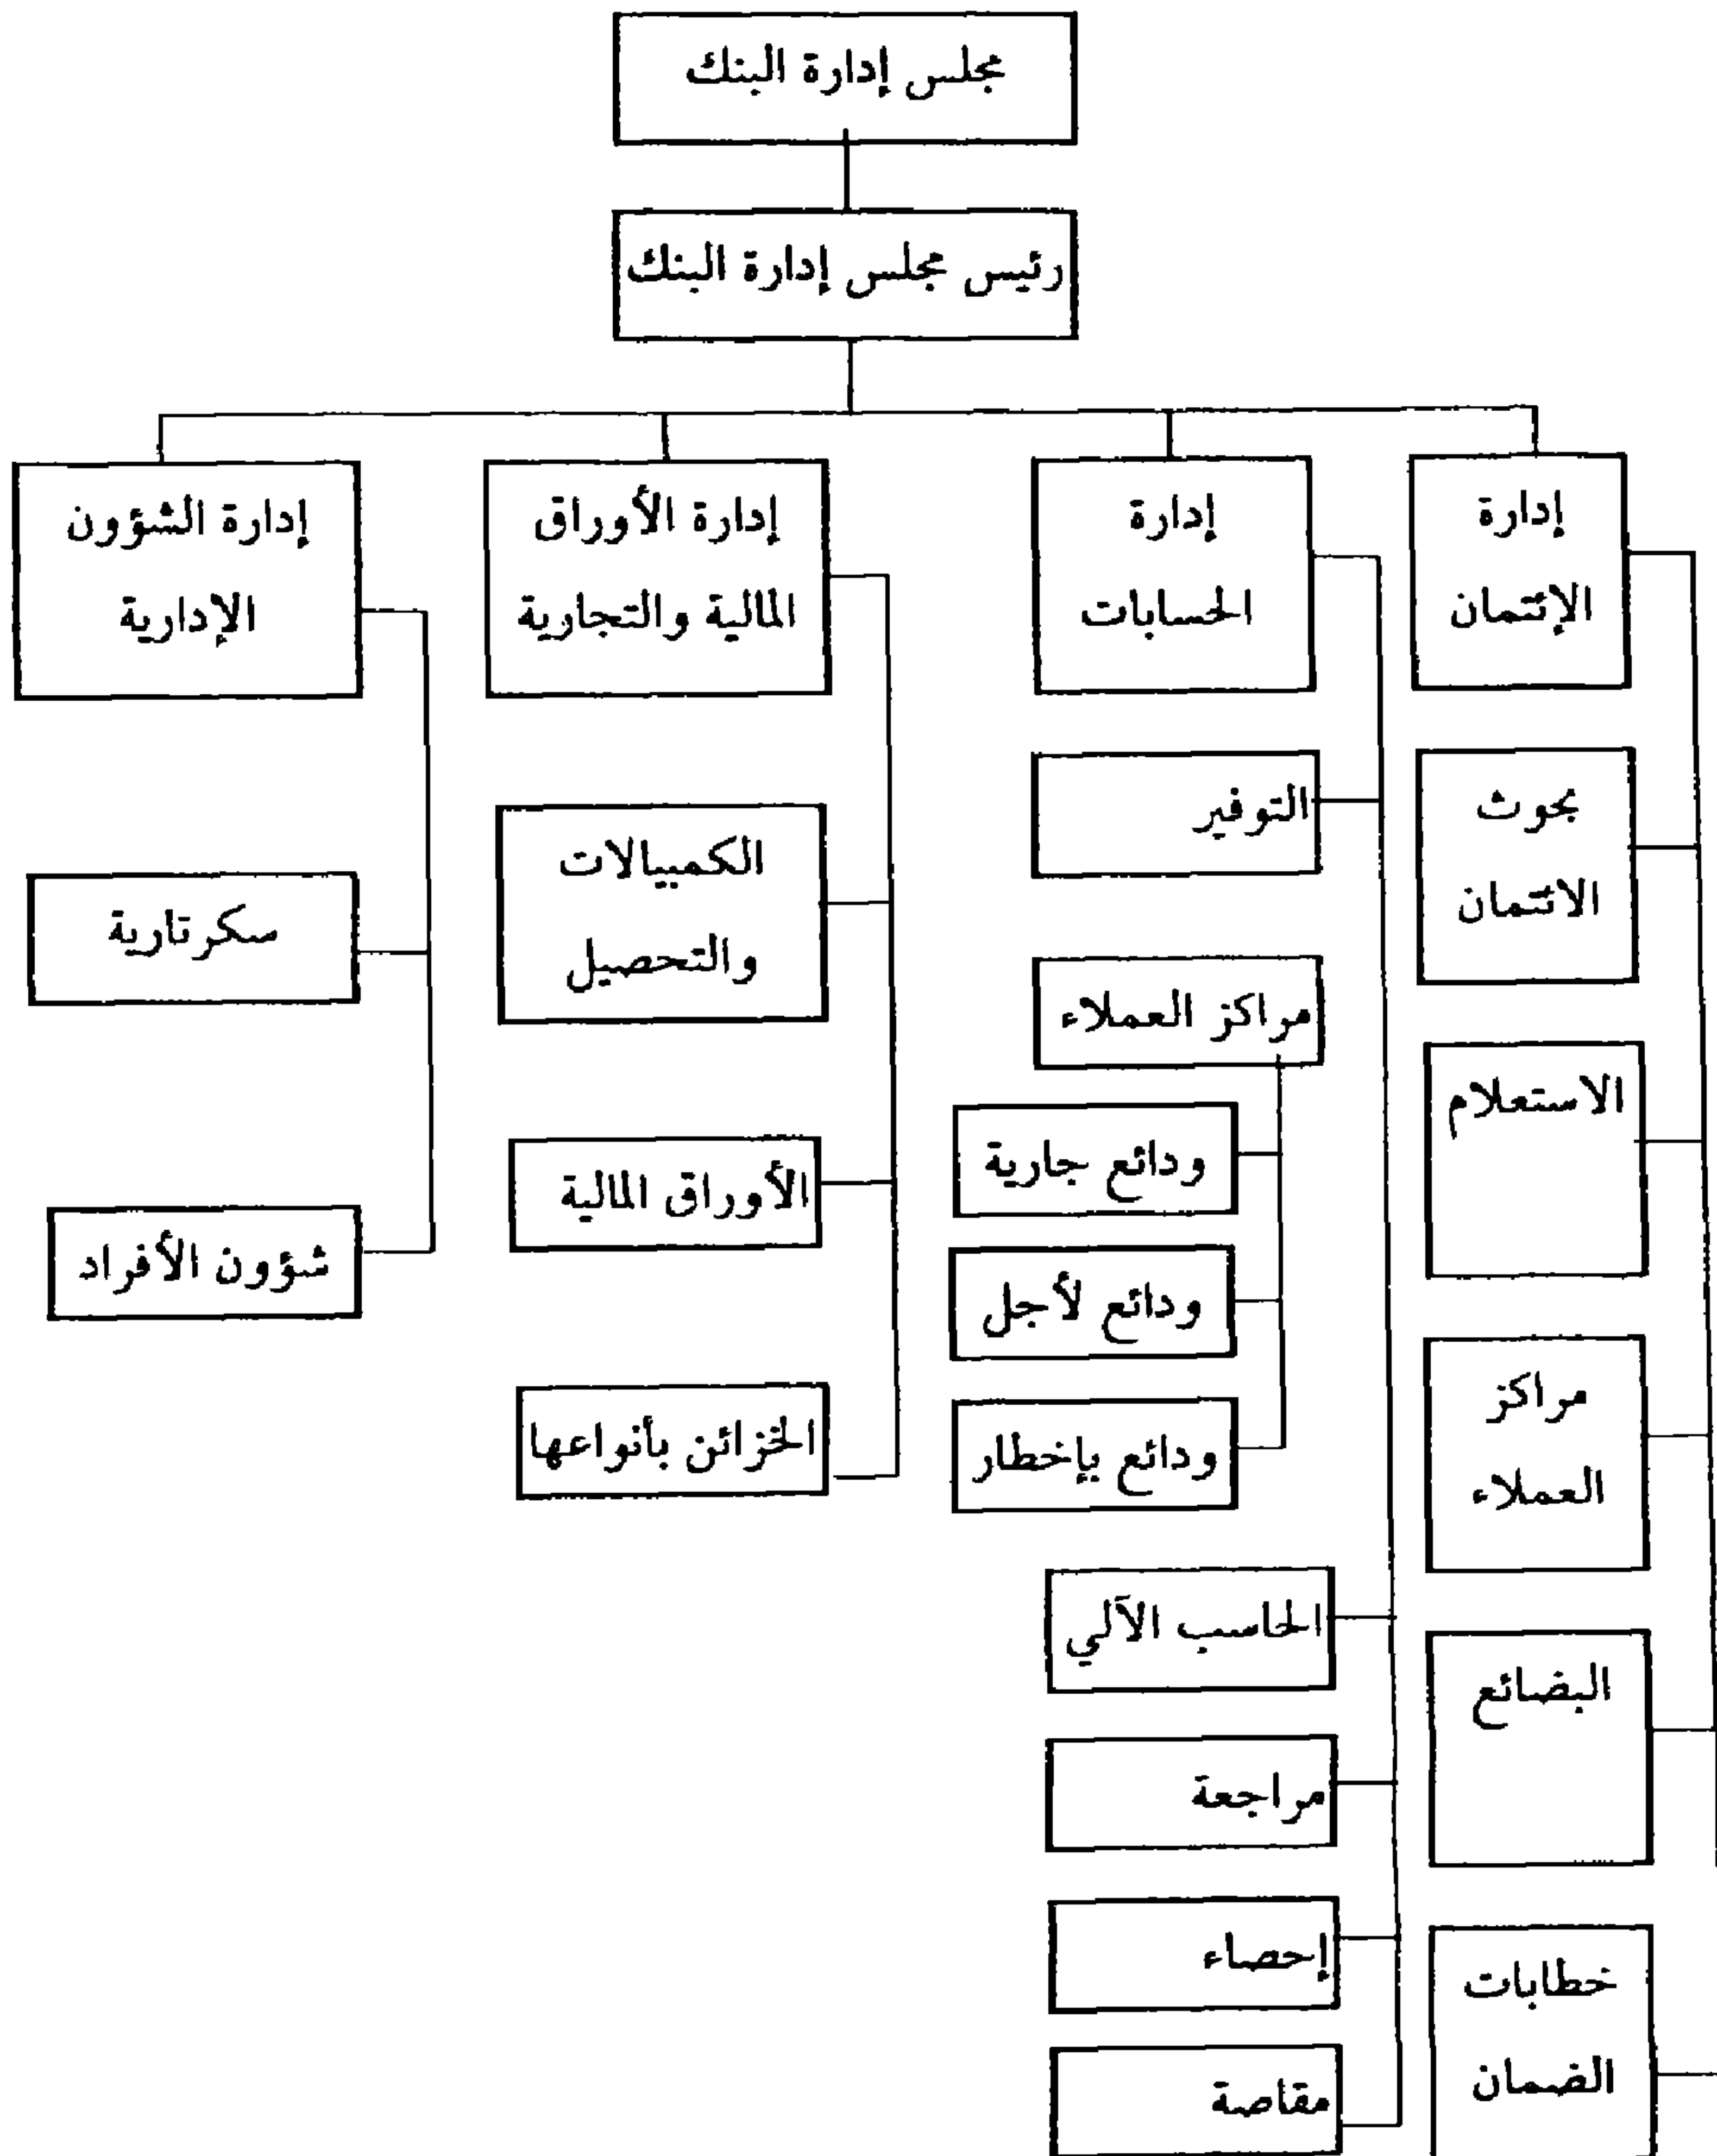 مجلس إدارة البنك
رئيس مجلس إدارة البنك
إدارة
الإئتمان
بحوث
الائتمان
الاستعلام
مراكز
العملاء
البضائع
خطابات
الضمان
إدارة
الحسابات
التوفير
مراكز العملاء
ودائع جارية
ودائع لأجل
ودائع بإخطار
الحاسب الآلي
مراجعة
إحصاء
مقاصة
إدارة الأوراق
المالية والتجارية
الكمبيالات
والتحصيل
الأوراق المالية
الخزائن بأنواعها
إدارة الشؤون
الإدارية
سكرتارية
شؤون الأفراد